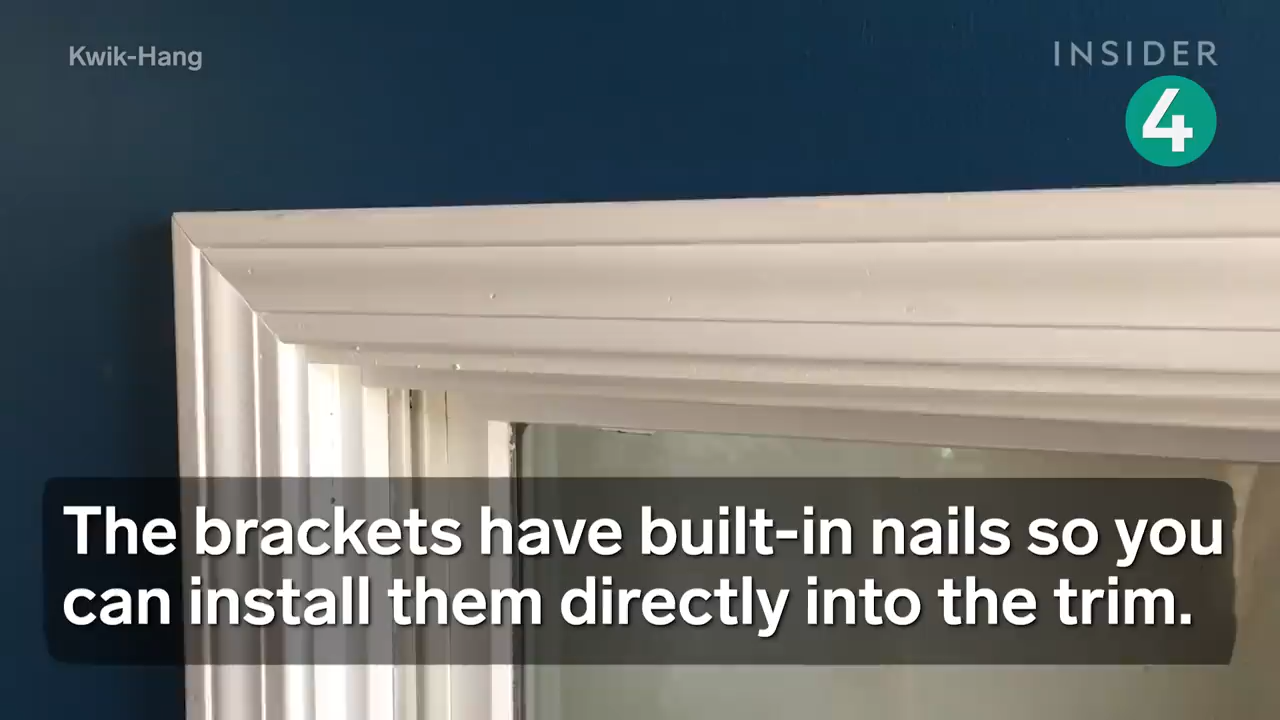 Kwik-Hang
INSIDER
4
The brackets have built-in nails so you
can install them directly into the trim.